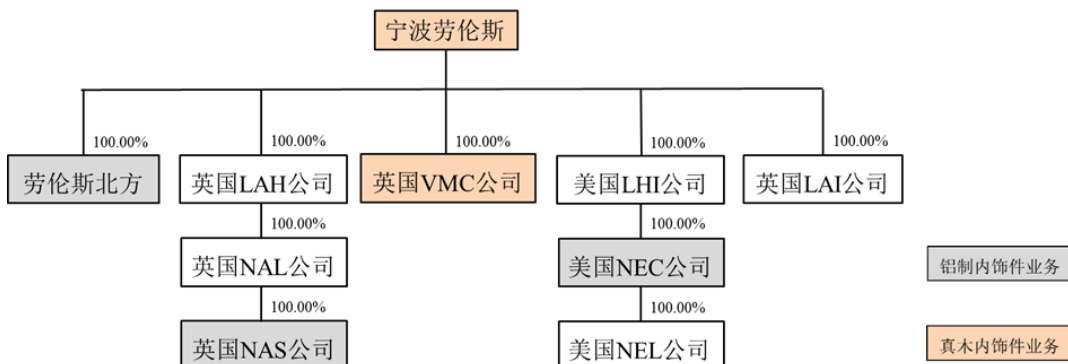 宁波劳伦斯
100.00%
100.00%
100.00%
100.00%
100.00%
劳伦斯北方
英国LAH公司
英国VMC公司
美国LHI公司
英国LAI公司
100.00%
100.00%
英国NAL公司
美国NEC公司
铝制内饰件业务
100.00%
100.00%
英国NAS公司
美国NEL公司
真木内饰件业务